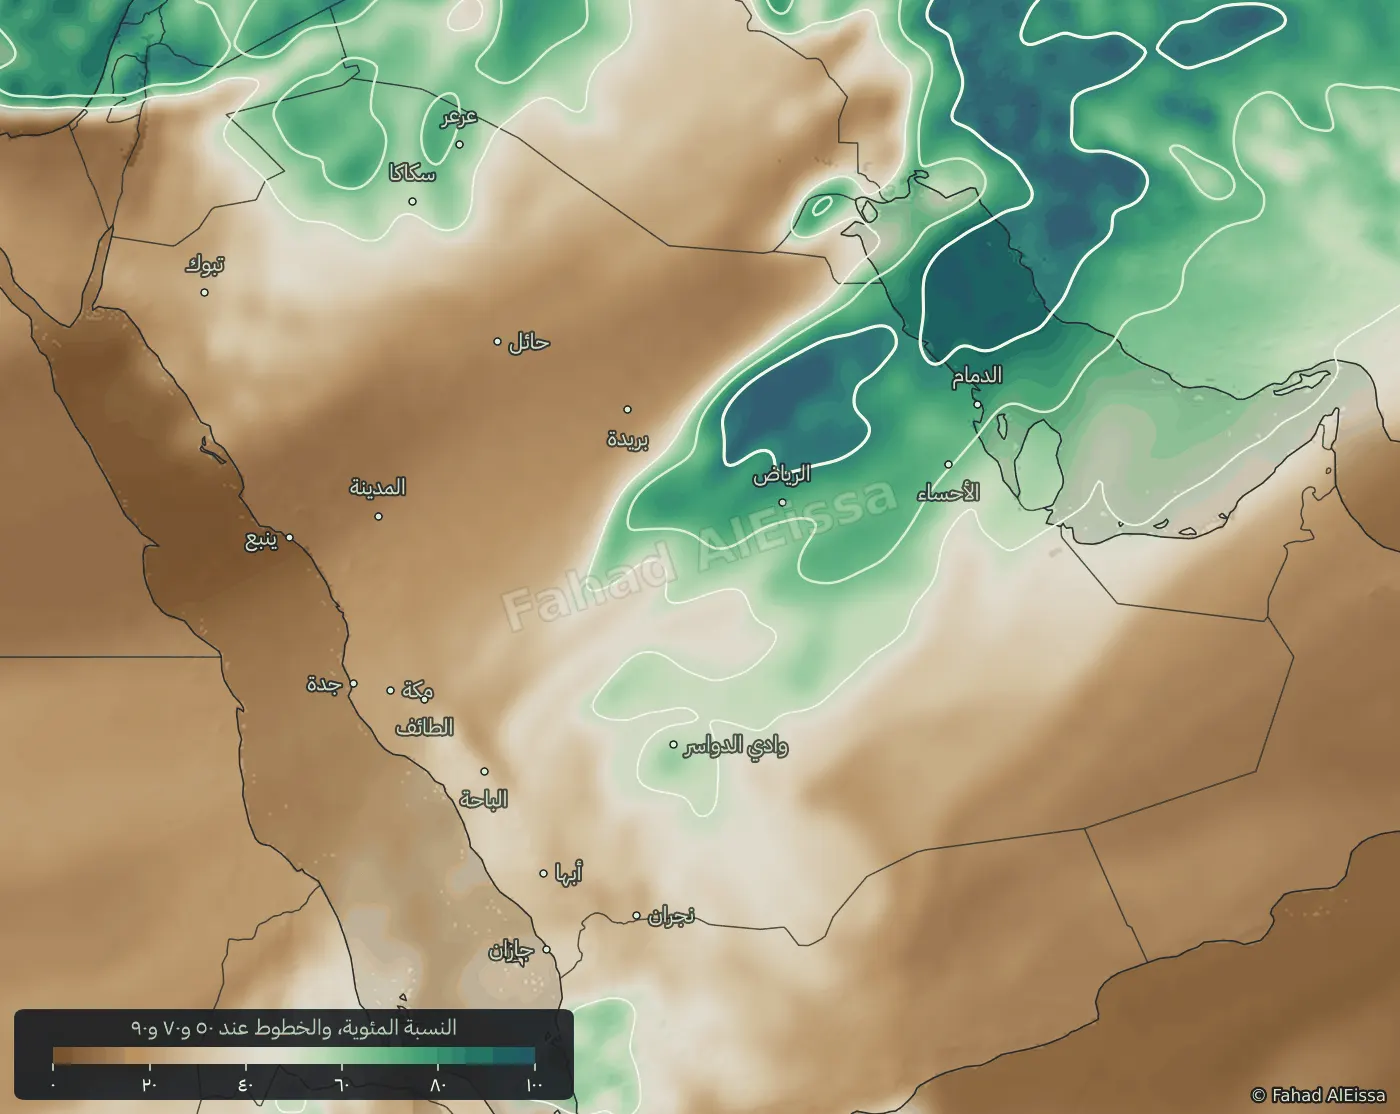 عرعر
سكاكا
تبوك
حائل
الدمام
بريدة
الرياض
المدينة
الأحساء
ينبع
Fahad AlEissa
جدة
مكة
الطائف
وادي الدواسر
الباحة
أبها
نجران
جازان
النسبة المئوية، والخطوط عند ٥٠ و٧٠ و٩٠
٠ ٢٠ ٤٠ ٦٠ ٨٠ ١٠٠
© Fahad AlEissa